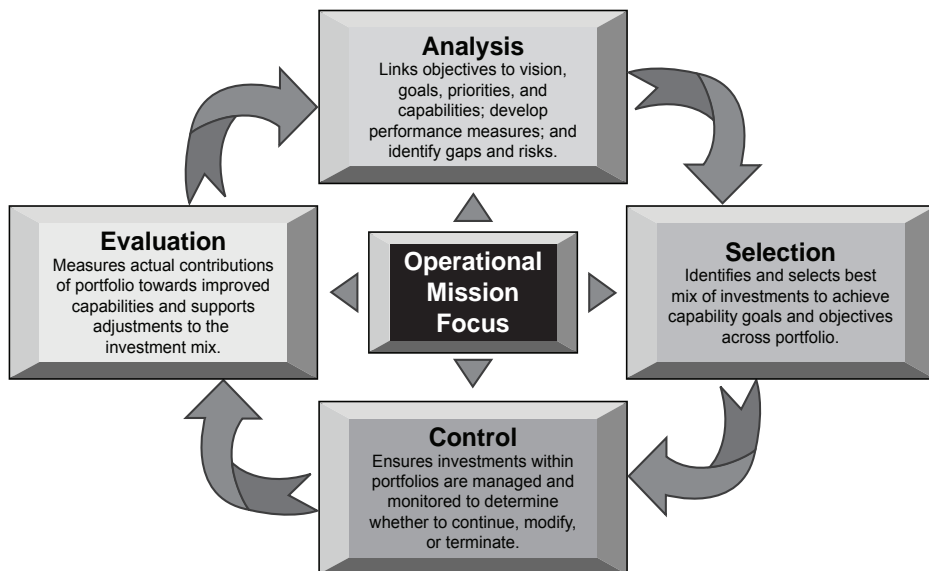 Analysis
Links objectives to vision,
goals, priorities, and
capabilities; develop
performance measures; and
identify gaps and risks.
Evaluation
Measures actual contributions
of portfolio towards improved
capabilities and supports
adjustments to the
investment mix.
Operational
Mission
Focus
Selection
Identifies and selects best
mix of investments to achieve
capability goals and objectives
across portfolio.
Control
Ensures investments within
portfolios are managed and
monitored to determine
whether to continue, modify,
or terminate.